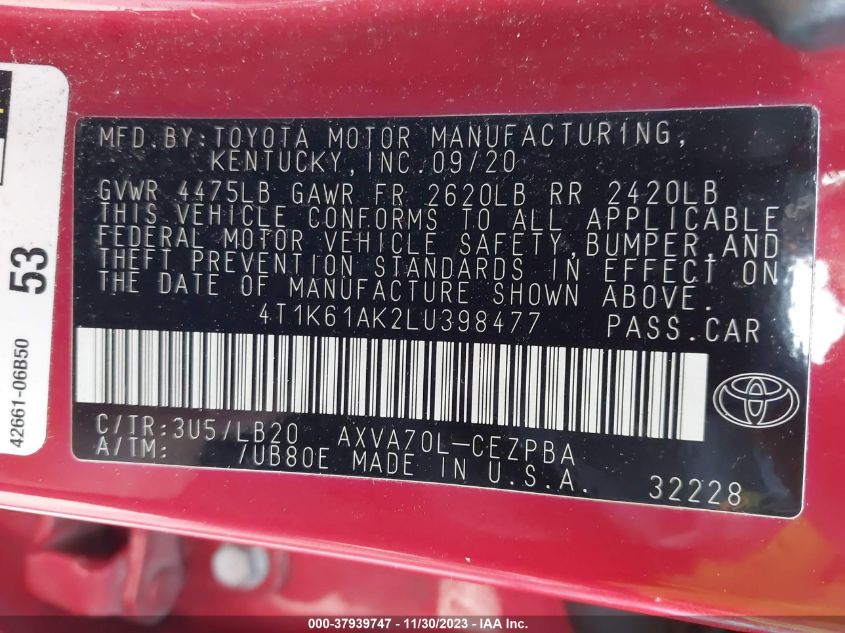 MFD.BY:TOYOTA MOTOR MANUFACTURING,
KENTUCKY,INC.09/20
GVWR 4475LB GAWR FR 2620LB RR 2420LB
THIS VEHICLE CONFORMS TO ALL APPLICABLE
FEDERAL MOTOR VEHICLE SAFETY,BUMPER,AND
THEFT PREVENTION STANDARDS IN EFFECT ON
THE DATE OF MANUFACTURE SHOWN ABOVE.
4T1K61AK2LU398477 PASS.CAR
C/TR:3U5/LB20 AXVA70L-CEZPBA
A/TM: /UB80E MADE IN U.S.A.
32228
53
42661-06B50
000-37939747 - 11/30/2023 - IAAI.com